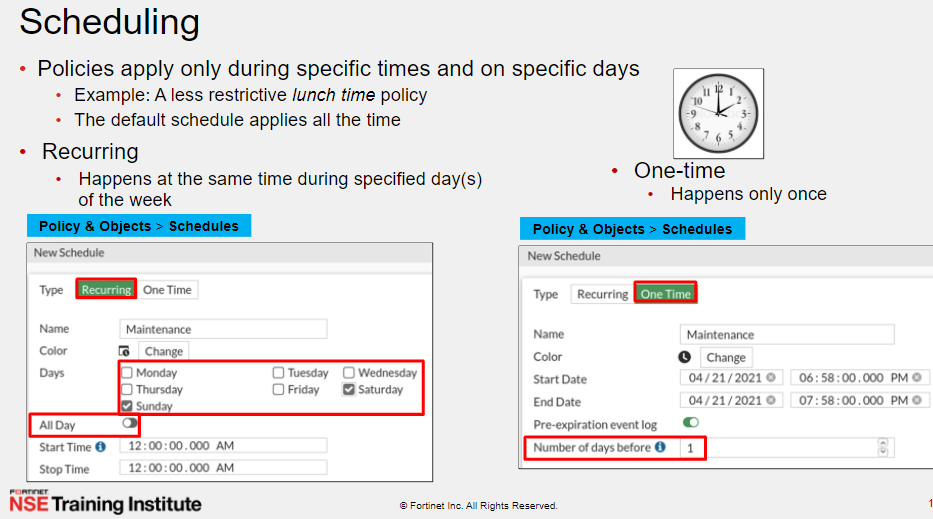 Scheduling
• Policies apply only during specific times and on specific days
• Example: A less restrictive lunch time policy
• The default schedule applies all the time
• Recurring
• Happens at the same time during specified day(s)
of the week
12 1 2 3 4 5 6 7 8 9 10 11
• One-time
• Happens only once
Policy & Objects > Schedules
New Schedule
Type Recurring One Time
Name Maintenance
Color Change
Days Monday Tuesday Wednesday
Thursday Friday Saturday
Sunday
All Day
Start Time 12:00:00.000 AM
Stop Time 12:00:00.000 AM
Policy & Objects > Schedules
New Schedule
Type Recurring One Time
Name Maintenance
Color Change
Start Date 04/21/2021 06:58:00.000 PM
End Date 04/21/2021 07:58:00.000 PM
Pre-expiration event log
Number of days before 1
FORTINET
NSE Training Institute
© Fortinet Inc. All Rights Reserved.
1